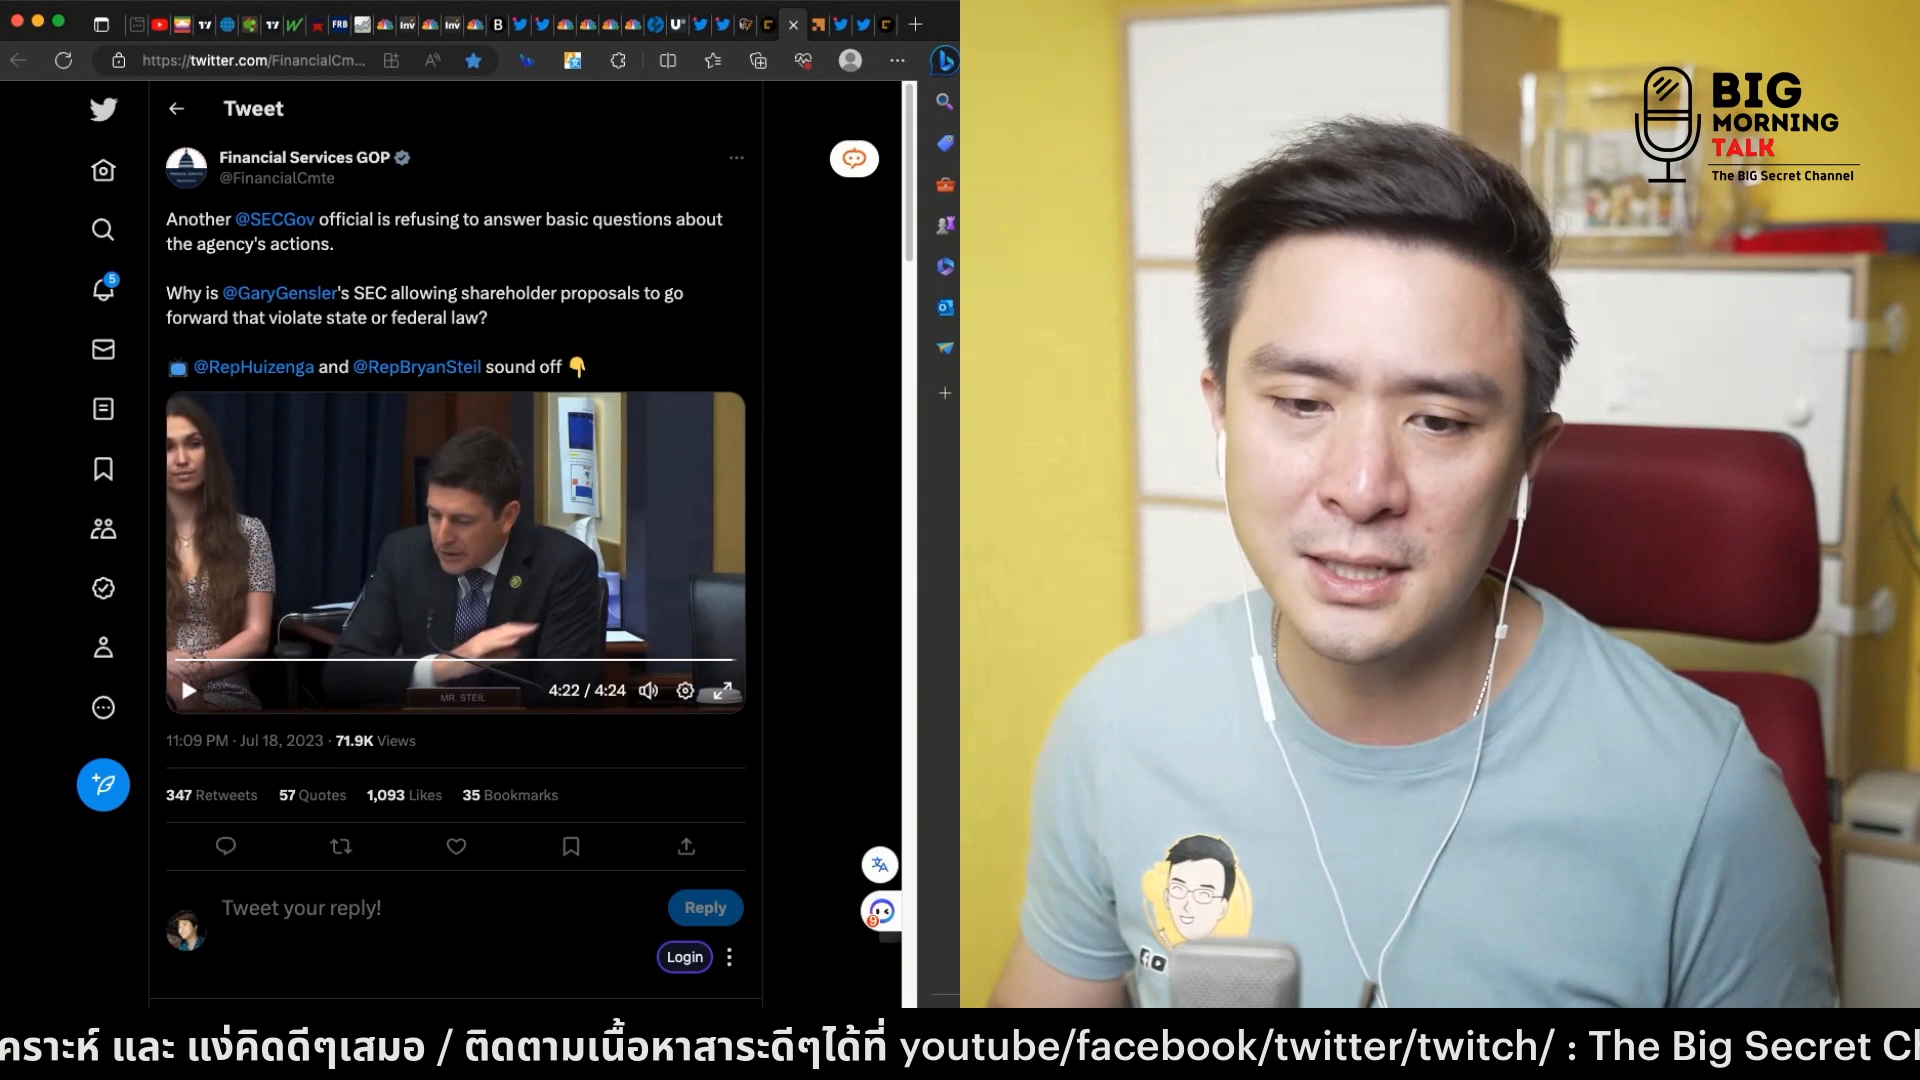 FRB
Inv
Inv
B
U
https://twitter.com/FinancialCm...
Tweet
Financial Services GOP
@FinancialCmte
Another @SECGov official is refusing to answer basic questions about
the agency's actions.
Why is @GaryGensler's SEC allowing shareholder proposals to go
forward that violate state or federal law?
@RepHuizenga and @RepBryanSteil sound off
MR. STEIL
4:22 / 4:24
11:09 PM · Jul 18, 2023 · 71.9K Views
347 Retweets 57 Quotes 1,093 Likes 35 Bookmarks
Tweet your reply!
Reply
Login
5
9
BIG
MORNING
TALK
The BIG Secret Channel
คราะห์ และ แง่คิดดีๆเสมอ / ติดตามเนื้อหาสาระดีๆได้ที่ youtube/facebook/twitter/twitch/ : The Big Secret Ch